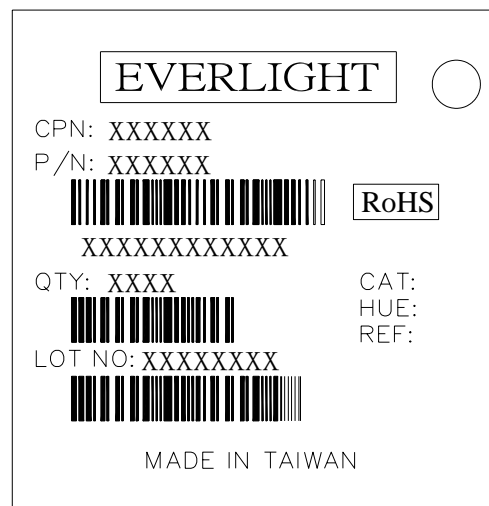 EVERLIGHT
CPN: XXXXXX
P/N: XXXXXX
RoHS
XXXXXXXXXXXX
QTY: XXXX
CAT:
HUE:
REF:
LOT NO: XXXXXXXX
MADE IN TAIWAN